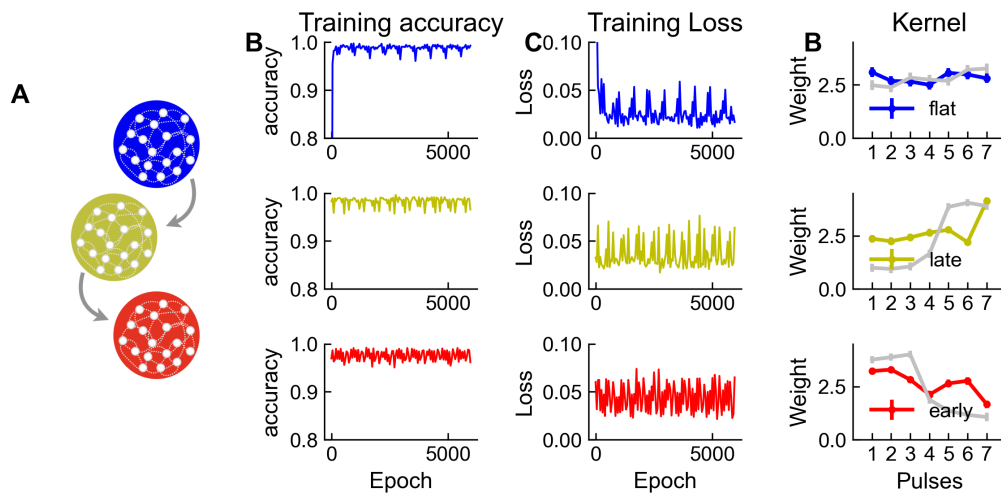 A
B
Training accuracy
accuracy
1.0
0.9
0.8
0
5000
C
Training Loss
Loss
0.10
0.05
0.00
0
5000
B
Kernel
Weight
2.5
0.0
flat
1 2 3 4 5 6 7
accuracy
1.0
0.9
0.8
0
5000
Loss
0.10
0.05
0.00
0
5000
Weight
2.5
0.0
late
1 2 3 4 5 6 7
accuracy
1.0
0.9
0.8
0
5000
Epoch
Loss
0.10
0.05
0.00
0
5000
Epoch
Weight
2.5
0.0
early
1 2 3 4 5 6 7
Pulses